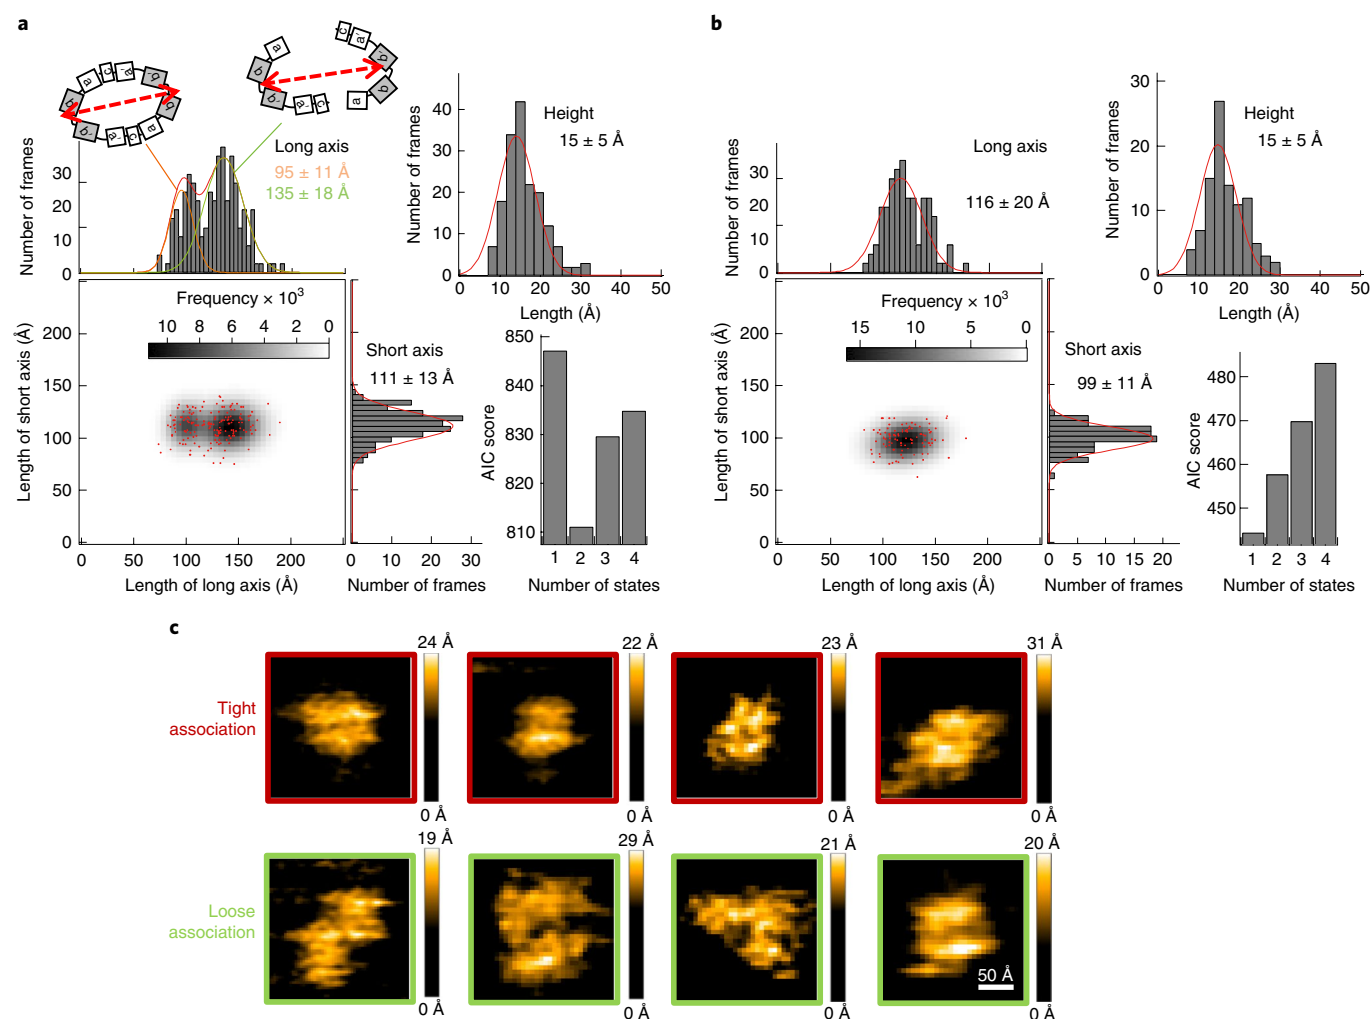 a
b
c a'
a b'
b b
b' a' c a
a c a' b'
b b
b' a' c a
Long axis
95 ± 11 Å
135 ± 18 Å
Number of frames
30
20
10
0
Height
15 ± 5 Å
Number of frames
40
30
20
10
0
0 10 20 30 40 50
Length (Å)
Frequency × 10³
10 8 6 4 2 0
Length of short axis (Å)
200
150
100
50
0
0 50 100 150 200
Length of long axis (Å)
Short axis
111 ± 13 Å
0 10 20 30
Number of frames
AIC score
850
840
830
820
810
1 2 3 4
Number of states
Long axis
116 ± 20 Å
Number of frames
30
20
10
0
Height
15 ± 5 Å
Number of frames
30
20
10
0
0 10 20 30 40 50
Length (Å)
Frequency × 10³
15 10 5 0
Length of short axis (Å)
200
150
100
50
0
0 50 100 150 200
Length of long axis (Å)
Short axis
99 ± 11 Å
0 5 10 15 20
Number of frames
AIC score
480
470
460
450
1 2 3 4
Number of states
c
Tight
association
24 Å 22 Å 23 Å 31 Å
0 Å 0 Å 0 Å 0 Å
Loose
association
19 Å 29 Å 21 Å 20 Å
50 Å
0 Å 0 Å 0 Å 0 Å